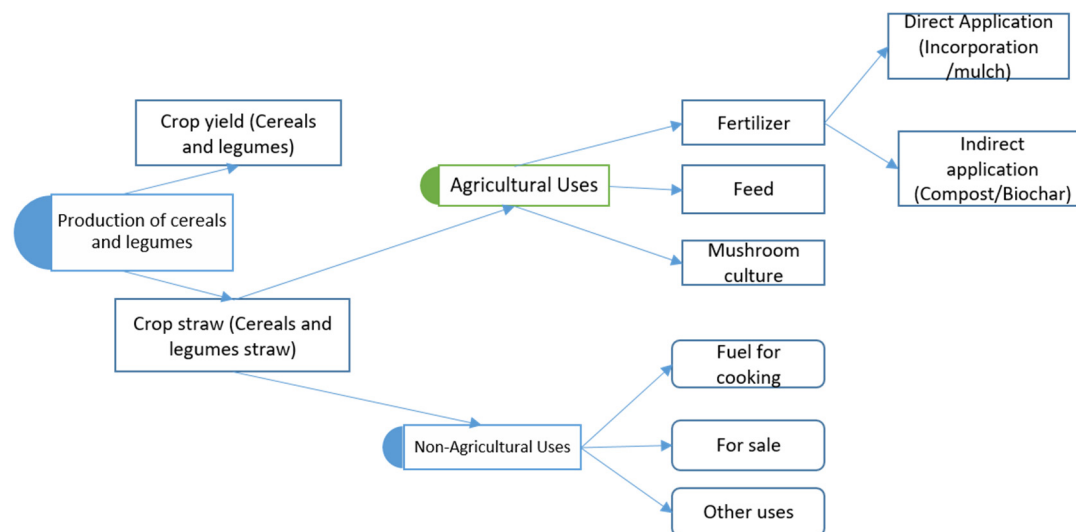 Direct Application
(Incorporation
/mulch)
Crop yield (Cereals
and legumes)
Fertilizer
Indirect
application
(Compost/Biochar)
Agricultural Uses
Feed
Production of cereals
and legumes
Mushroom
culture
Crop straw (Cereals and
legumes straw)
Fuel for
cooking
Non-Agricultural Uses
For sale
Other uses